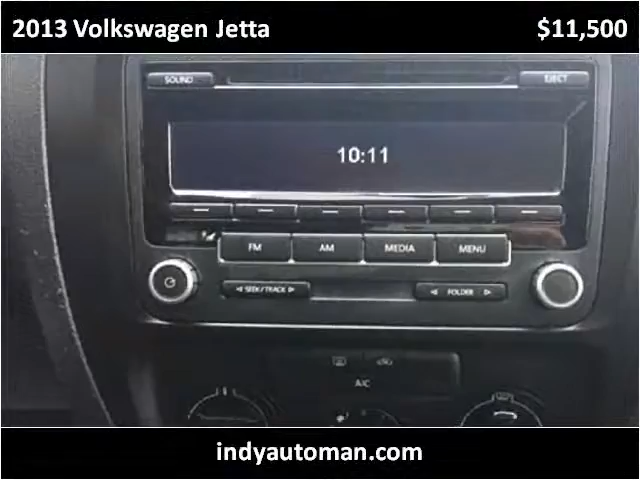 2013 Volkswagen Jetta $11,500
SOUND EJECT
10:11
FM AM MEDIA MENU
◁ SEEK/TRACK ▷ ◁ FOLDER ▷
A/C
indyautoman.com